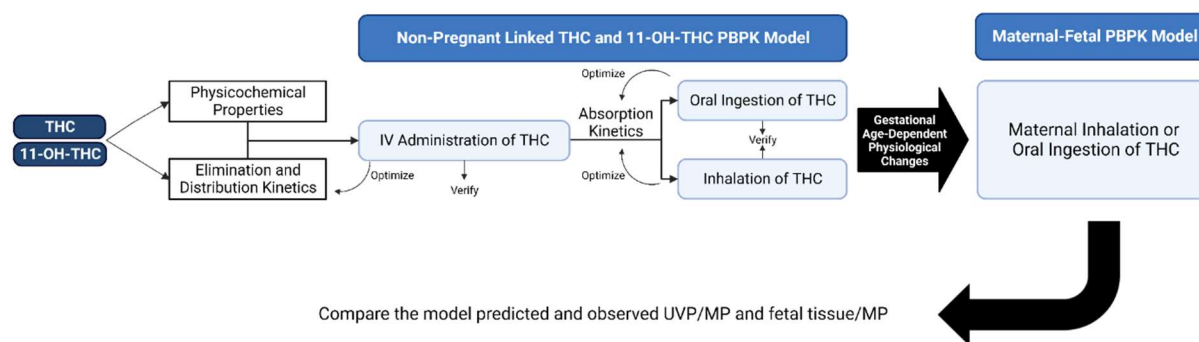 Non-Pregnant Linked THC and 11-OH-THC PBPK Model
Maternal-Fetal PBPK Model
THC
11-OH-THC
Physicochemical
Properties
Elimination and
Distribution Kinetics
Optimize
IV Administration of THC
Verify
Absorption
Kinetics
Optimize
Optimize
Oral Ingestion of THC
Verify
Inhalation of THC
Gestational
Age-Dependent
Physiological
Changes
Maternal Inhalation or
Oral Ingestion of THC
Compare the model predicted and observed UVP/MP and fetal tissue/MP